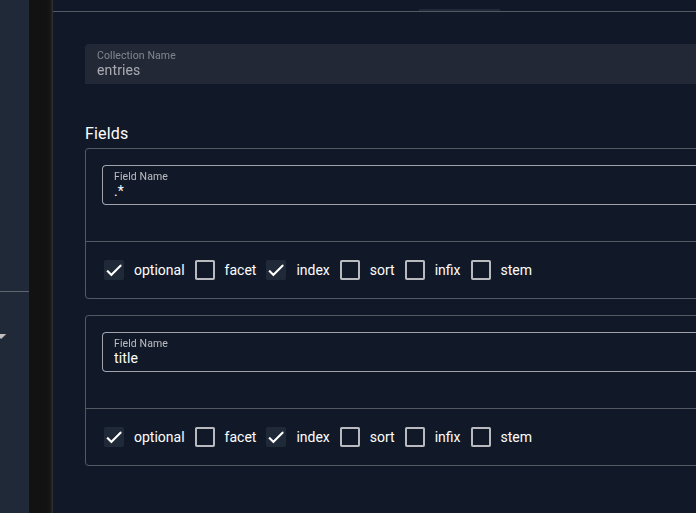 Collection Name
entries
Fields
Field Name
.*
optional facet index sort infix stem
Field Name
title
optional facet index sort infix stem